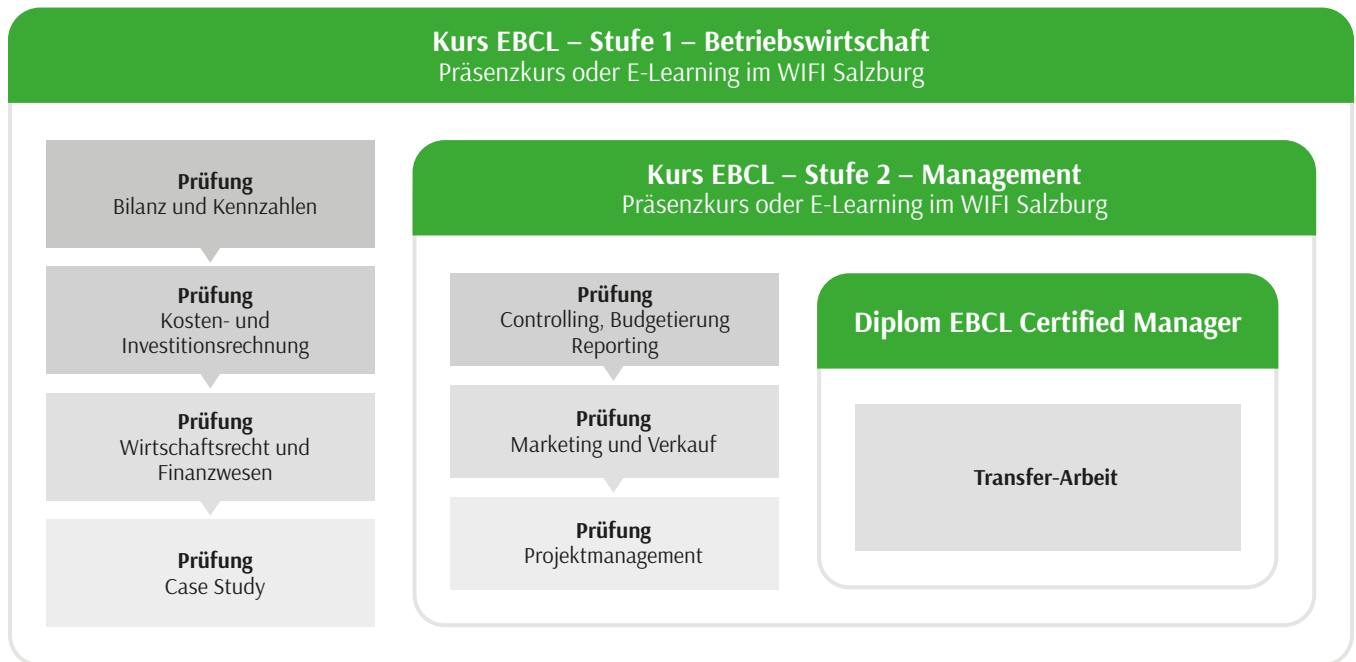 Kurs EBCL – Stufe 1 – Betriebswirtschaft
Präsenzkurs oder E-Learning im WIFI Salzburg
Prüfung
Bilanz und Kennzahlen
Prüfung
Kosten- und
Investitionsrechnung
Prüfung
Wirtschaftsrecht und
Finanzwesen
Prüfung
Case Study
Kurs EBCL – Stufe 2 – Management
Präsenzkurs oder E-Learning im WIFI Salzburg
Prüfung
Controlling, Budgetierung
Reporting
Prüfung
Marketing und Verkauf
Prüfung
Projektmanagement
Diplom EBCL Certified Manager
Transfer-Arbeit